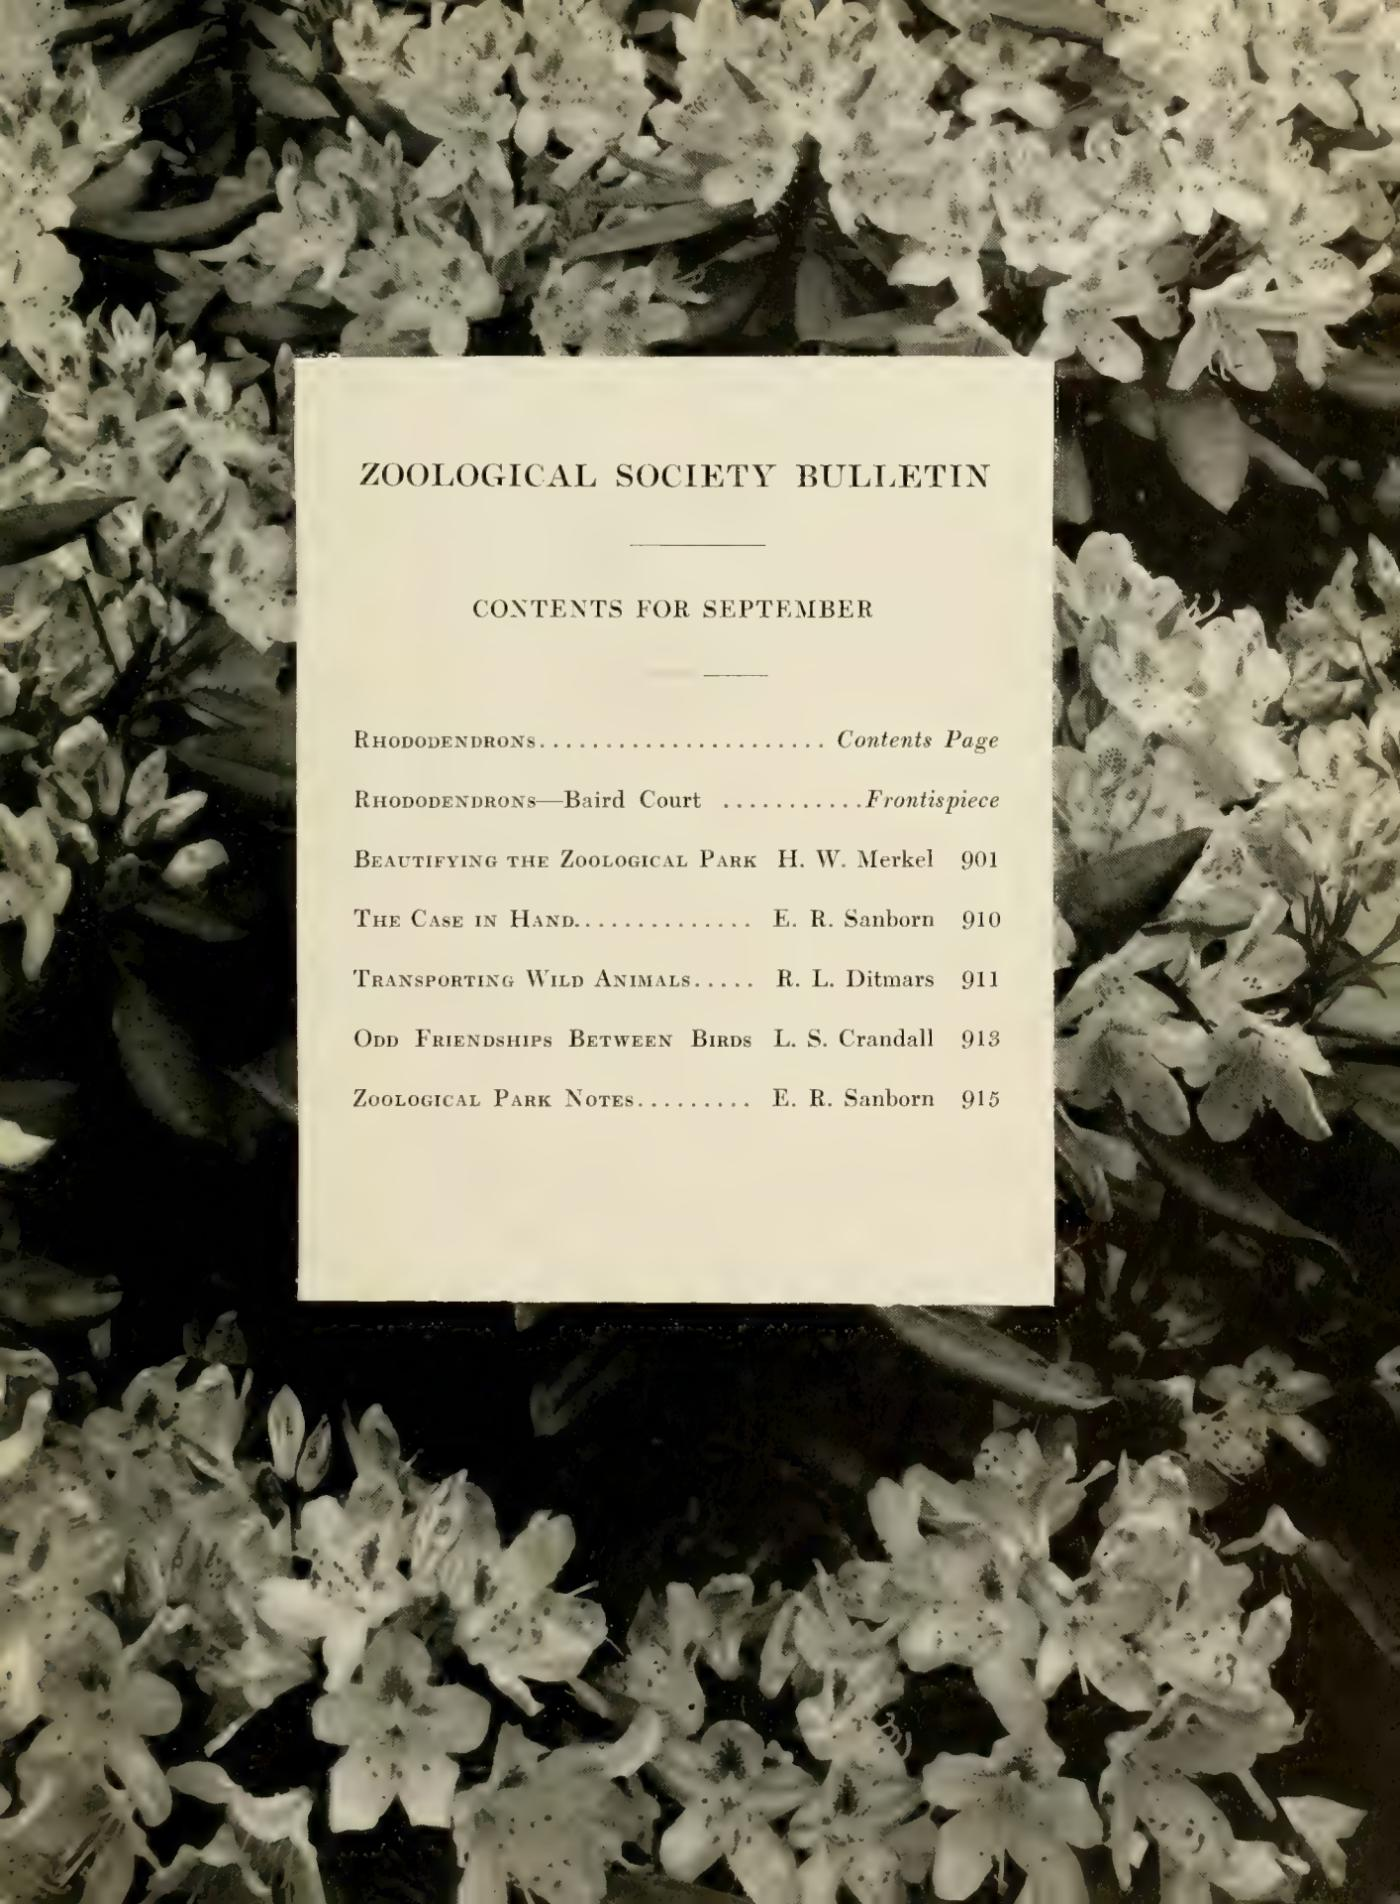 ZOOLOGICAL SOCIETY BULLETIN
CONTENTS FOR SEPTEMBER
RHODODENDRONS...................... Contents Page
RHODODENDRONS—Baird Court ...........Frontispiece
BEAUTIFYING THE ZOOLOGICAL PARK H. W. Merkel 901
THE CASE IN HAND.............. E. R. Sanborn 910
TRANSPORTING WILD ANIMALS..... R. L. Ditmars 911
ODD FRIENDSHIPS BETWEEN BIRDS L. S. Crandall 913
ZOOLOGICAL PARK NOTES......... E. R. Sanborn 915